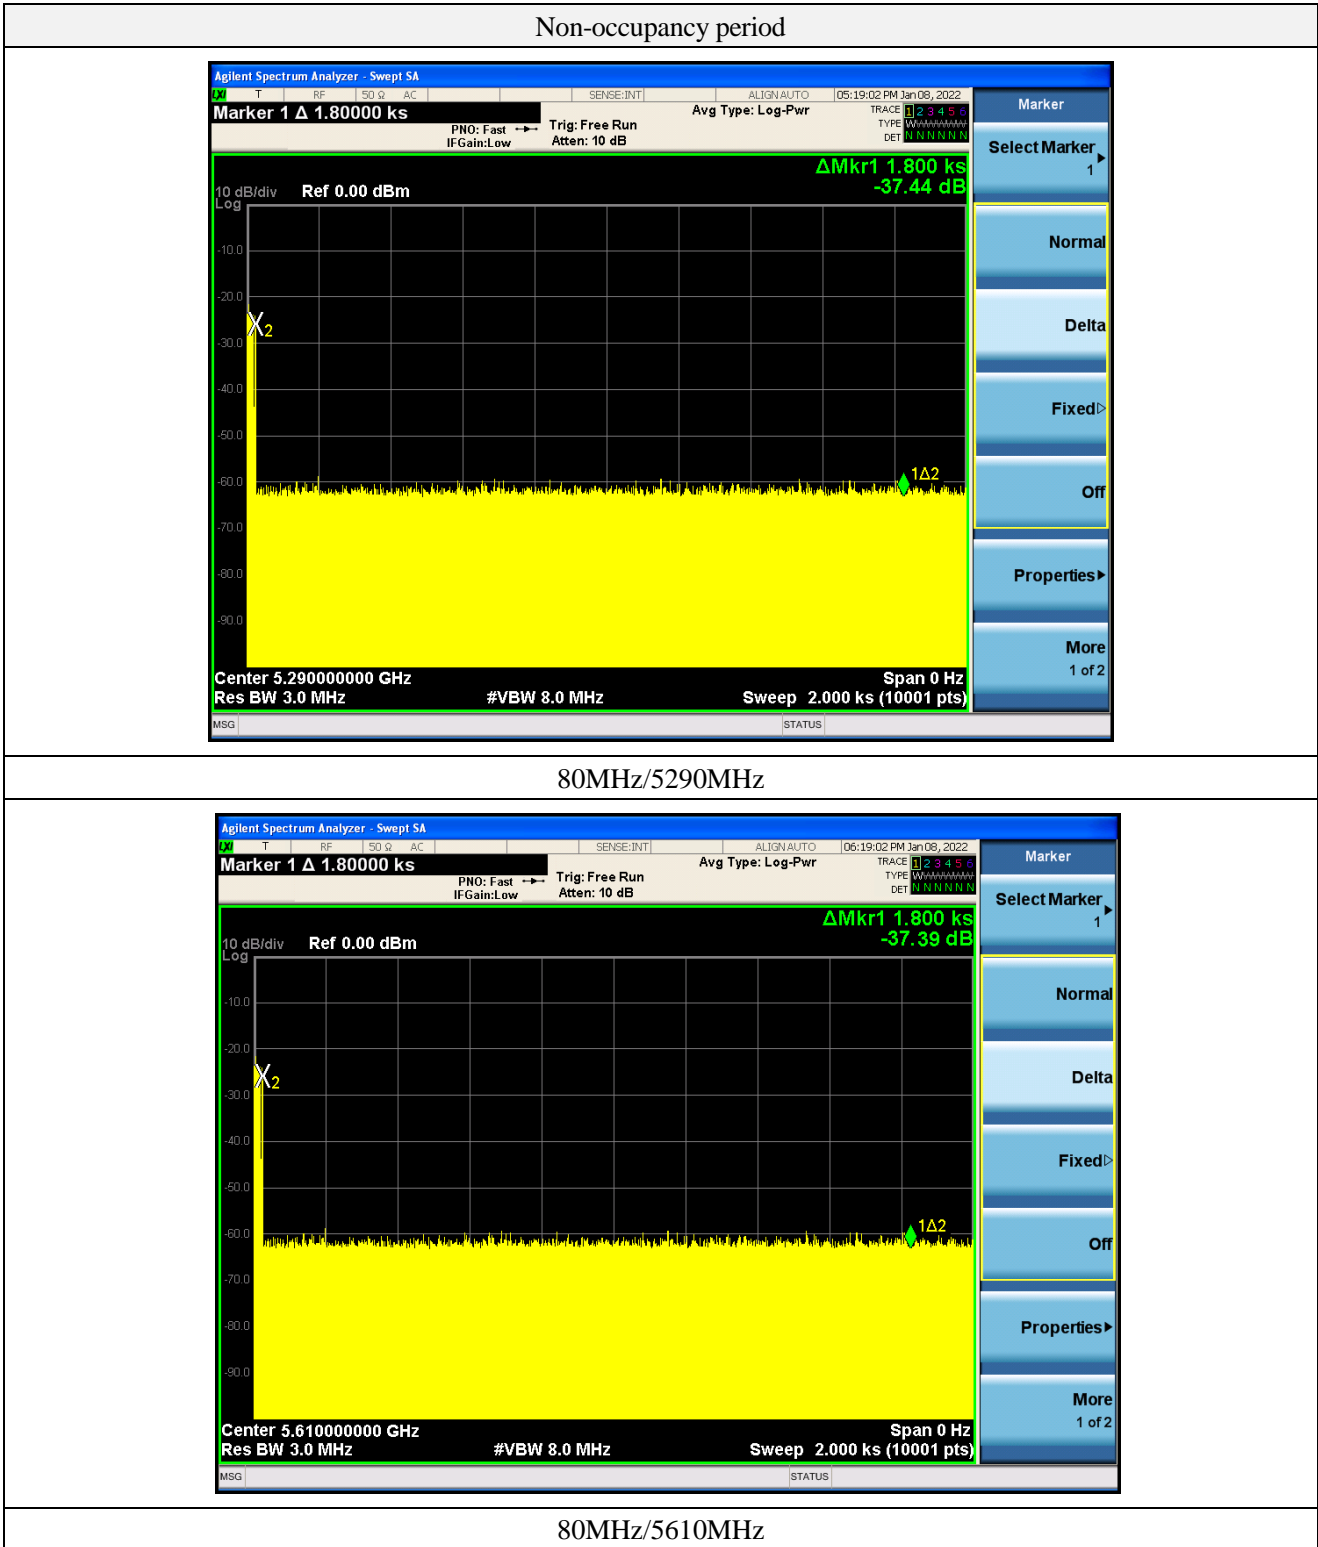 Non-occupancy period
Agilent Spectrum Analyzer - Swept SA
LXI T RF 50 Ω AC SENSE:INT ALIGN AUTO 05:19:02 PM Jan 08, 2022
Marker 1 Δ 1.80000 ks
PNO: Fast
IFGain:Low
Trig: Free Run
Atten: 10 dB
Avg Type: Log-Pwr
TRACE 1 2 3 4 5 6
TYPE WWWWWW
DET N N N N N N
ΔMkr1 1.800 ks
-37.44 dB
10 dB/div Ref 0.00 dBm
Log
-10.0
-20.0
X2
-30.0
-40.0
-50.0
1Δ2
-60.0
-70.0
-80.0
-90.0
Center 5.290000000 GHz Span 0 Hz
Res BW 3.0 MHz #VBW 8.0 MHz Sweep 2.000 ks (10001 pts)
MSG STATUS
Marker
Select Marker
1
Normal
Delta
Fixed
Off
Properties
More
1 of 2
80MHz/5290MHz
Agilent Spectrum Analyzer - Swept SA
LXI T RF 50 Ω AC SENSE:INT ALIGN AUTO 06:19:02 PM Jan 08, 2022
Marker 1 Δ 1.80000 ks
PNO: Fast
IFGain:Low
Trig: Free Run
Atten: 10 dB
Avg Type: Log-Pwr
TRACE 1 2 3 4 5 6
TYPE WWWWWW
DET N N N N N N
ΔMkr1 1.800 ks
-37.39 dB
10 dB/div Ref 0.00 dBm
Log
-10.0
-20.0
X2
-30.0
-40.0
-50.0
1Δ2
-60.0
-70.0
-80.0
-90.0
Center 5.610000000 GHz Span 0 Hz
Res BW 3.0 MHz #VBW 8.0 MHz Sweep 2.000 ks (10001 pts)
MSG STATUS
Marker
Select Marker
1
Normal
Delta
Fixed
Off
Properties
More
1 of 2
80MHz/5610MHz